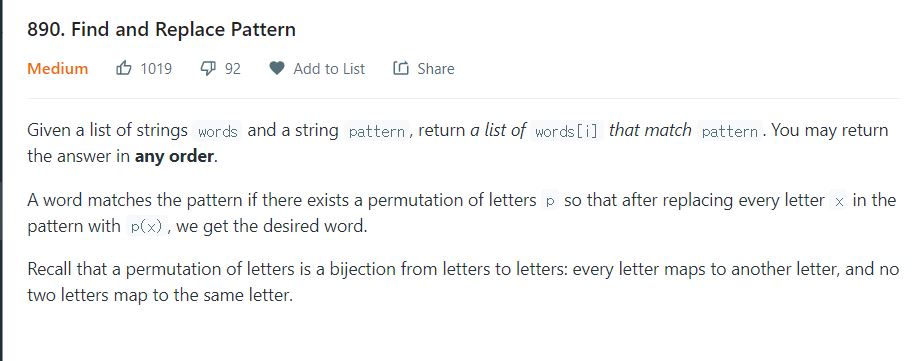 890. Find and Replace Pattern
Medium 1019 92 Add to List Share
Given a list of strings words and a string pattern, return a list of words[i] that match pattern. You may return
the answer in any order.
A word matches the pattern if there exists a permutation of letters p so that after replacing every letter x in the
pattern with p(x), we get the desired word.
Recall that a permutation of letters is a bijection from letters to letters: every letter maps to another letter, and no
two letters map to the same letter.